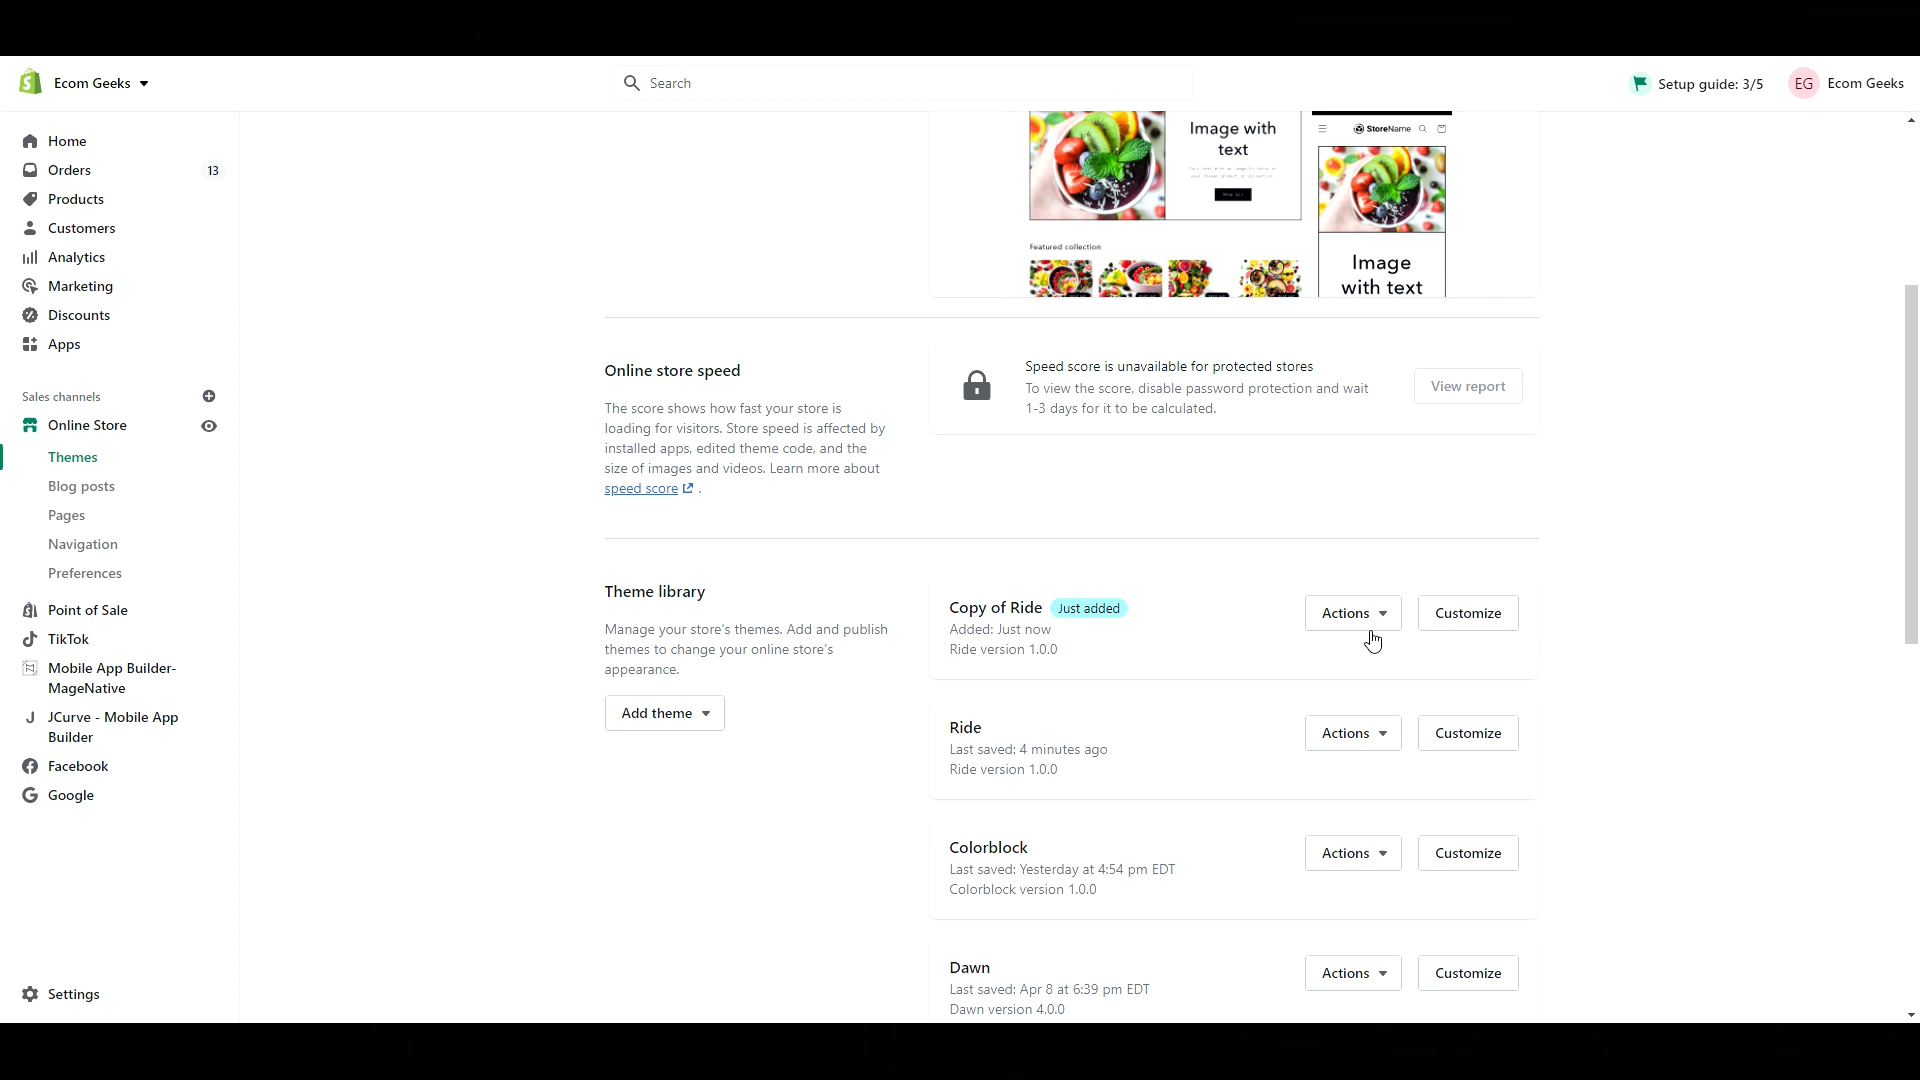 Ecom Geeks
Search
Setup guide: 3/5
EG
Ecom Geeks
Home
Orders
13
Products
Customers
Analytics
Marketing
Discounts
Apps
Sales channels
Online Store
Themes
Blog posts
Pages
Navigation
Preferences
Point of Sale
TikTok
Mobile App Builder-
MageNative
JCurve - Mobile App
Builder
Facebook
Google
Settings
Image with
text
Shop all
Featured collection
StoreName
Image
with text
Online store speed
The score shows how fast your store is
loading for visitors. Store speed is affected by
installed apps, edited theme code, and the
size of images and videos. Learn more about
speed score .
Speed score is unavailable for protected stores
To view the score, disable password protection and wait
1-3 days for it to be calculated.
View report
Theme library
Manage your store's themes. Add and publish
themes to change your online store's
appearance.
Add theme
Copy of Ride
Just added
Added: Just now
Ride version 1.0.0
Actions
Customize
Ride
Last saved: 4 minutes ago
Ride version 1.0.0
Actions
Customize
Colorblock
Last saved: Yesterday at 4:54 pm EDT
Colorblock version 1.0.0
Actions
Customize
Dawn
Last saved: Apr 8 at 6:39 pm EDT
Dawn version 4.0.0
Actions
Customize